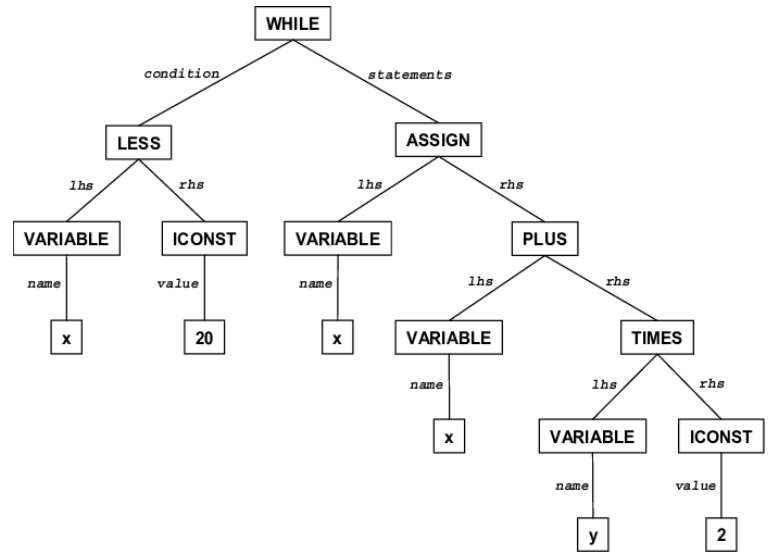 WHILE
condition statements
LESS ASSIGN
lhs rhs lhs rhs
VARIABLE ICONST VARIABLE PLUS
name value name lhs rhs
x 20 x VARIABLE TIMES
name lhs rhs
x VARIABLE ICONST
name value
y 2